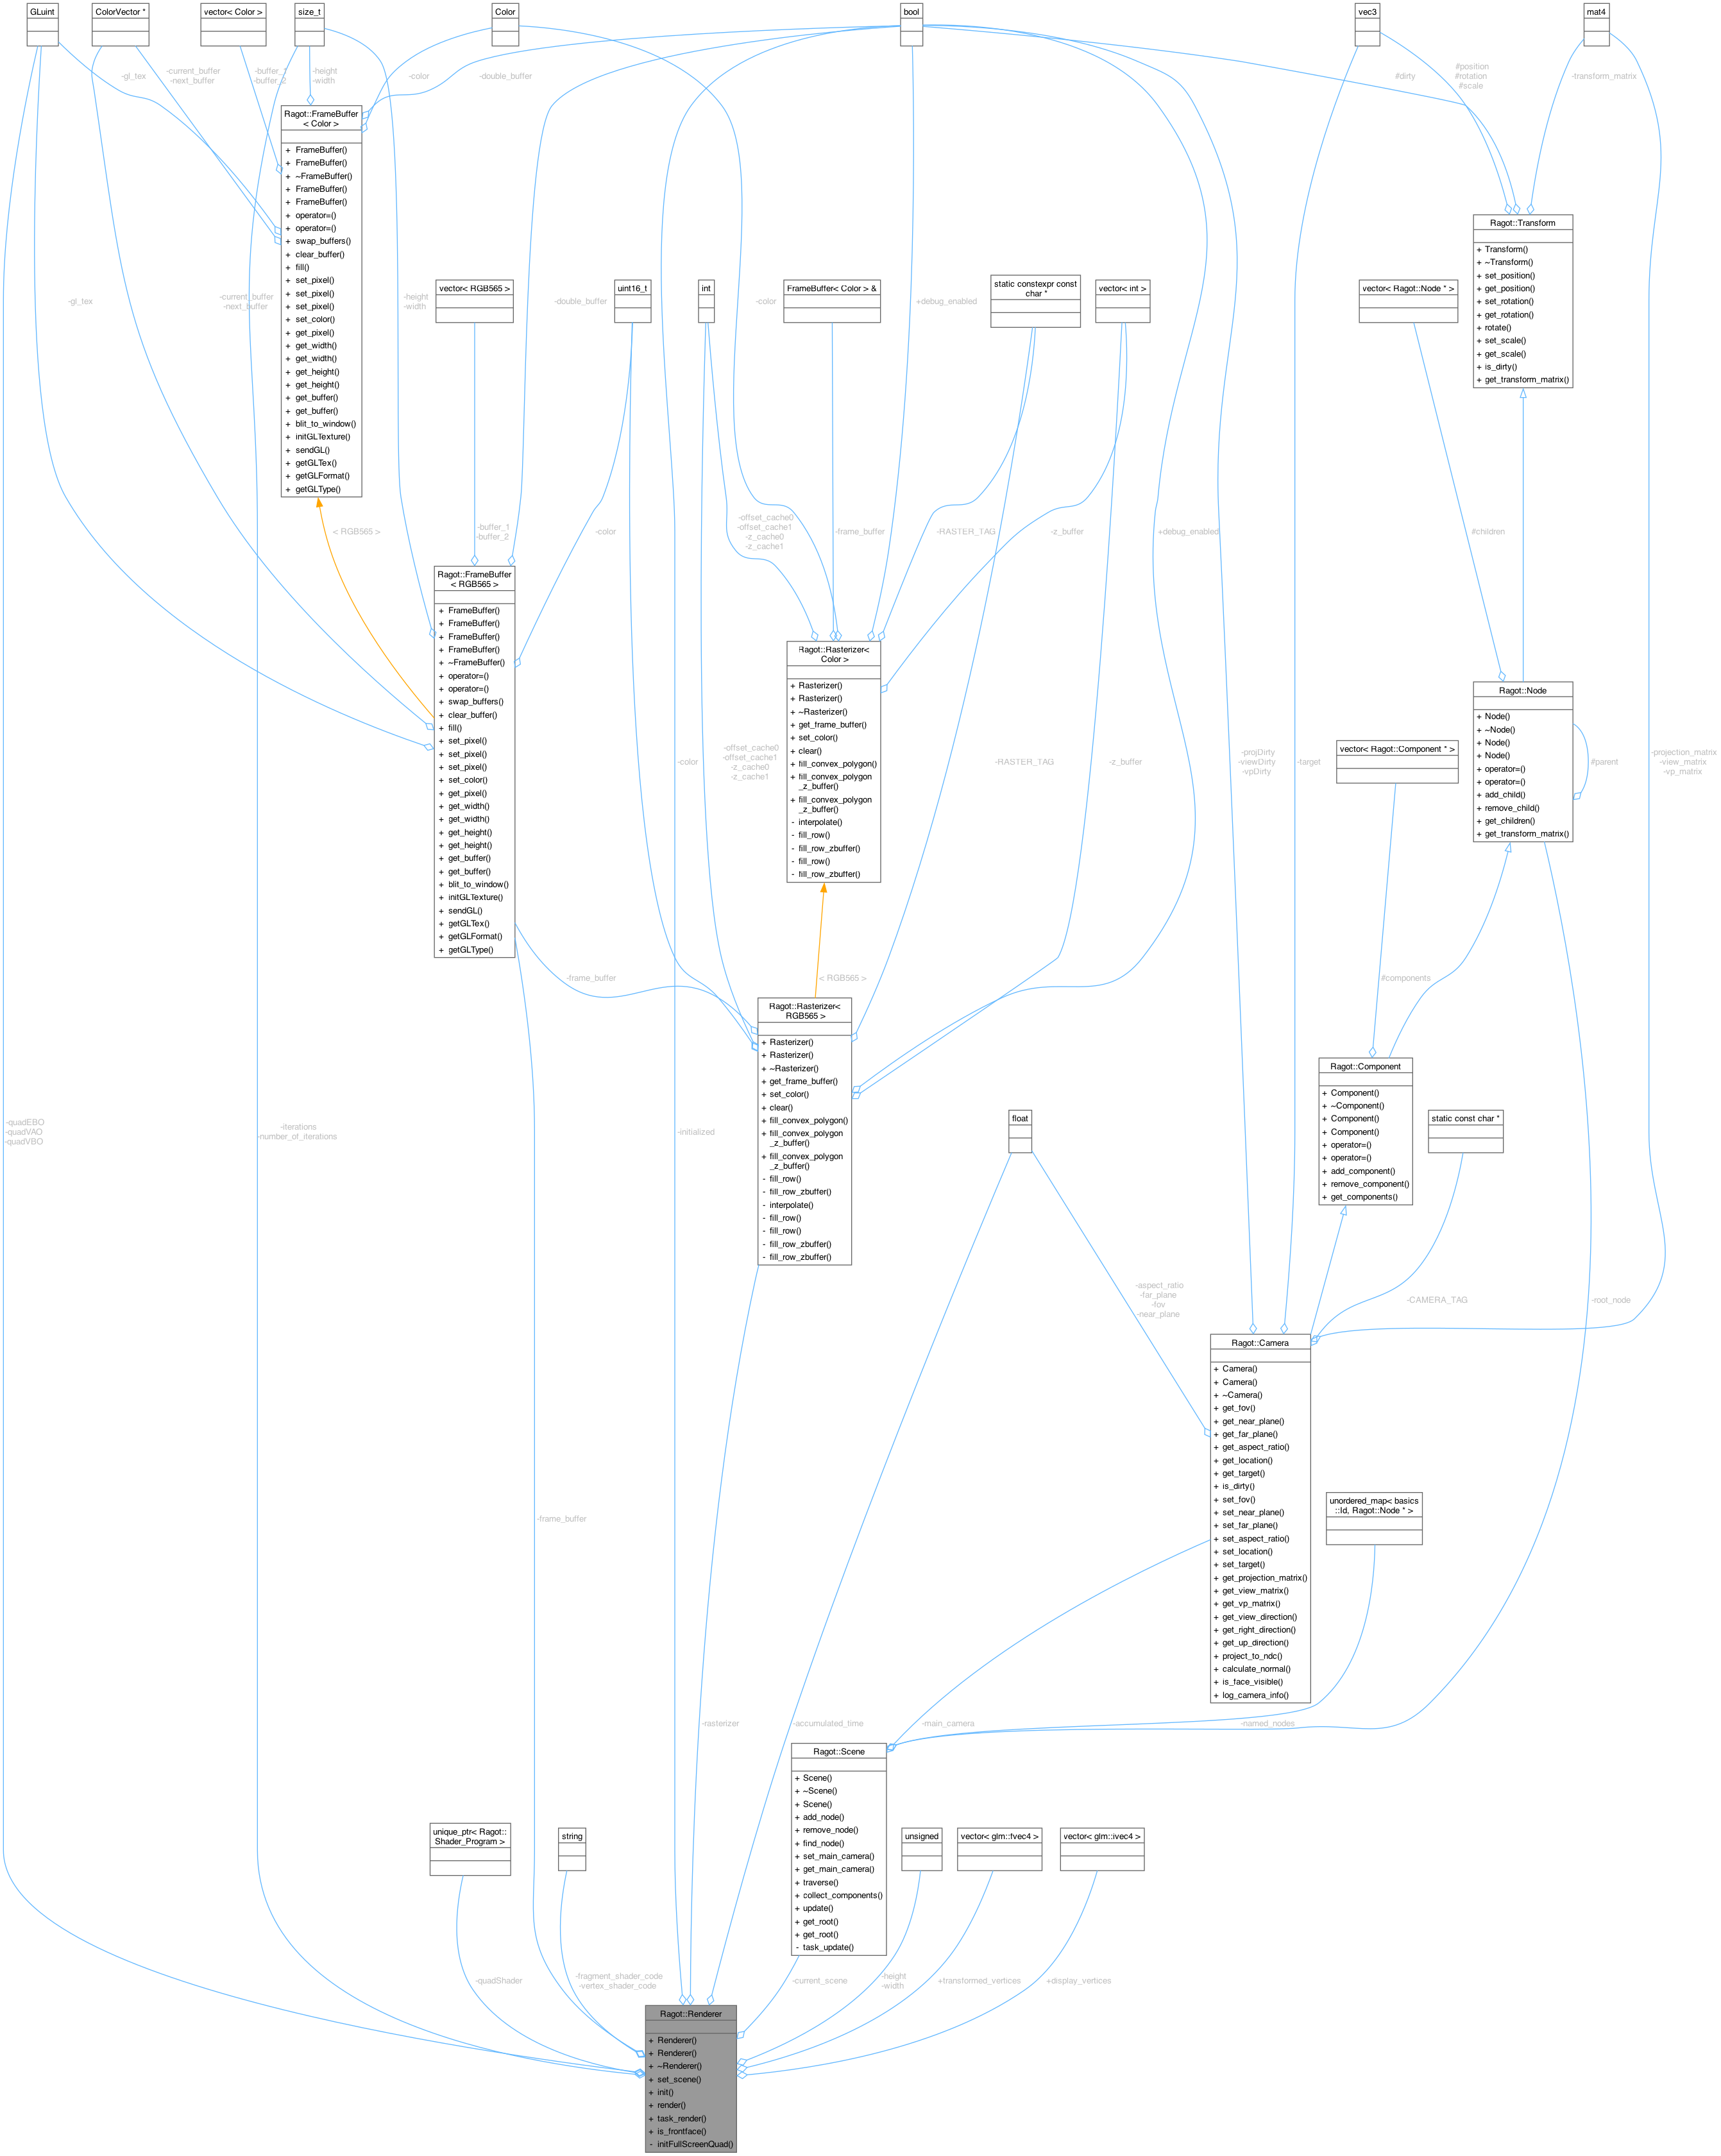 GLuint
ColorVector *
vector< Color >
size_t
Color
bool
vec3
mat4
-gl_tex
-current_buffer
-next_buffer
-buffer_1
-buffer_2
-height
-width
-color
-double_buffer
#dirty
#position
#rotation
#scale
-transform_matrix
Ragot::FrameBuffer
< Color >
+ FrameBuffer()
+ FrameBuffer()
+ ~FrameBuffer()
+ FrameBuffer()
+ FrameBuffer()
+ operator=()
+ operator=()
+ swap_buffers()
+ clear_buffer()
+ fill()
+ set_pixel()
+ set_pixel()
+ set_pixel()
+ set_color()
+ get_pixel()
+ get_width()
+ get_width()
+ get_height()
+ get_height()
+ get_buffer()
+ get_buffer()
+ blit_to_window()
+ initGLTexture()
+ sendGL()
+ getGLTex()
+ getGLFormat()
+ getGLType()
Ragot::Transform
+ Transform()
+ ~Transform()
+ set_position()
+ get_position()
+ set_rotation()
+ get_rotation()
+ rotate()
+ set_scale()
+ get_scale()
+ is_dirty()
+ get_transform_matrix()
vector< RGB565 >
uint16_t
int
FrameBuffer< Color > &
static constexpr const
char *
vector< int >
vector< Ragot::Node * >
-gl_tex
-current_buffer
-next_buffer
-height
-width
-double_buffer
-color
+debug_enabled
< RGB565 >
-buffer_1
-buffer_2
-color
-offset_cache0
-offset_cache1
-z_cache0
-z_cache1
-frame_buffer
-RASTER_TAG
-z_buffer
+debug_enabled
#children
Ragot::FrameBuffer
< RGB565 >
+ FrameBuffer()
+ FrameBuffer()
+ FrameBuffer()
+ FrameBuffer()
+ ~FrameBuffer()
+ operator=()
+ operator=()
+ swap_buffers()
+ clear_buffer()
+ fill()
+ set_pixel()
+ set_pixel()
+ set_pixel()
+ set_color()
+ get_pixel()
+ get_width()
+ get_width()
+ get_height()
+ get_height()
+ get_buffer()
+ get_buffer()
+ blit_to_window()
+ initGLTexture()
+ sendGL()
+ getGLTex()
+ getGLFormat()
+ getGLType()
Ragot::Rasterizer<
Color >
+ Rasterizer()
+ Rasterizer()
+ ~Rasterizer()
+ get_frame_buffer()
+ set_color()
+ clear()
+ fill_convex_polygon()
+ fill_convex_polygon
_z_buffer()
+ fill_convex_polygon
_z_buffer()
- interpolate()
- fill_row()
- fill_row_zbuffer()
- fill_row()
- fill_row_zbuffer()
Ragot::Node
+ Node()
+ ~Node()
+ Node()
+ Node()
+ operator=()
+ operator=()
+ add_child()
+ remove_child()
+ get_children()
+ get_transform_matrix()
#parent
vector< Ragot::Component * >
-color
-offset_cache0
-offset_cache1
-z_cache0
-z_cache1
-RASTER_TAG
-z_buffer
-projDirty
-viewDirty
-vpDirty
-target
-projection_matrix
-view_matrix
-vp_matrix
-frame_buffer
< RGB565 >
#components
Ragot::Rasterizer<
RGB565 >
+ Rasterizer()
+ Rasterizer()
+ ~Rasterizer()
+ get_frame_buffer()
+ set_color()
+ clear()
+ fill_convex_polygon()
+ fill_convex_polygon
_z_buffer()
+ fill_convex_polygon
_z_buffer()
- fill_row()
- fill_row_zbuffer()
- interpolate()
- fill_row()
- fill_row()
- fill_row_zbuffer()
- fill_row_zbuffer()
Ragot::Component
+ Component()
+ ~Component()
+ Component()
+ Component()
+ operator=()
+ operator=()
+ add_component()
+ remove_component()
+ get_components()
float
static const char *
-quadEBO
-quadVAO
-quadVBO
-iterations
-number_of_iterations
-initialized
-aspect_ratio
-far_plane
-fov
-near_plane
-CAMERA_TAG
-root_node
Ragot::Camera
+ Camera()
+ Camera()
+ ~Camera()
+ get_fov()
+ get_near_plane()
+ get_far_plane()
+ get_aspect_ratio()
+ get_location()
+ get_target()
+ is_dirty()
+ set_fov()
+ set_near_plane()
+ set_far_plane()
+ set_aspect_ratio()
+ set_location()
+ set_target()
+ get_projection_matrix()
+ get_view_matrix()
+ get_vp_matrix()
+ get_view_direction()
+ get_right_direction()
+ get_up_direction()
+ project_to_ndc()
+ calculate_normal()
+ is_face_visible()
+ log_camera_info()
unordered_map< basics
::Id, Ragot::Node * >
-frame_buffer
-rasterizer
-accumulated_time
-main_camera
-named_nodes
Ragot::Scene
+ Scene()
+ ~Scene()
+ Scene()
+ add_node()
+ remove_node()
+ find_node()
+ set_main_camera()
+ get_main_camera()
+ traverse()
+ collect_components()
+ update()
+ get_root()
+ get_root()
- task_update()
unique_ptr< Ragot::
Shader_Program >
string
unsigned
vector< glm::fvec4 >
vector< glm::ivec4 >
-quadShader
-fragment_shader_code
-vertex_shader_code
-current_scene
-height
-width
+transformed_vertices
+display_vertices
Ragot::Renderer
+ Renderer()
+ Renderer()
+ ~Renderer()
+ set_scene()
+ init()
+ render()
+ task_render()
+ is_frontface()
- initFullScreenQuad()